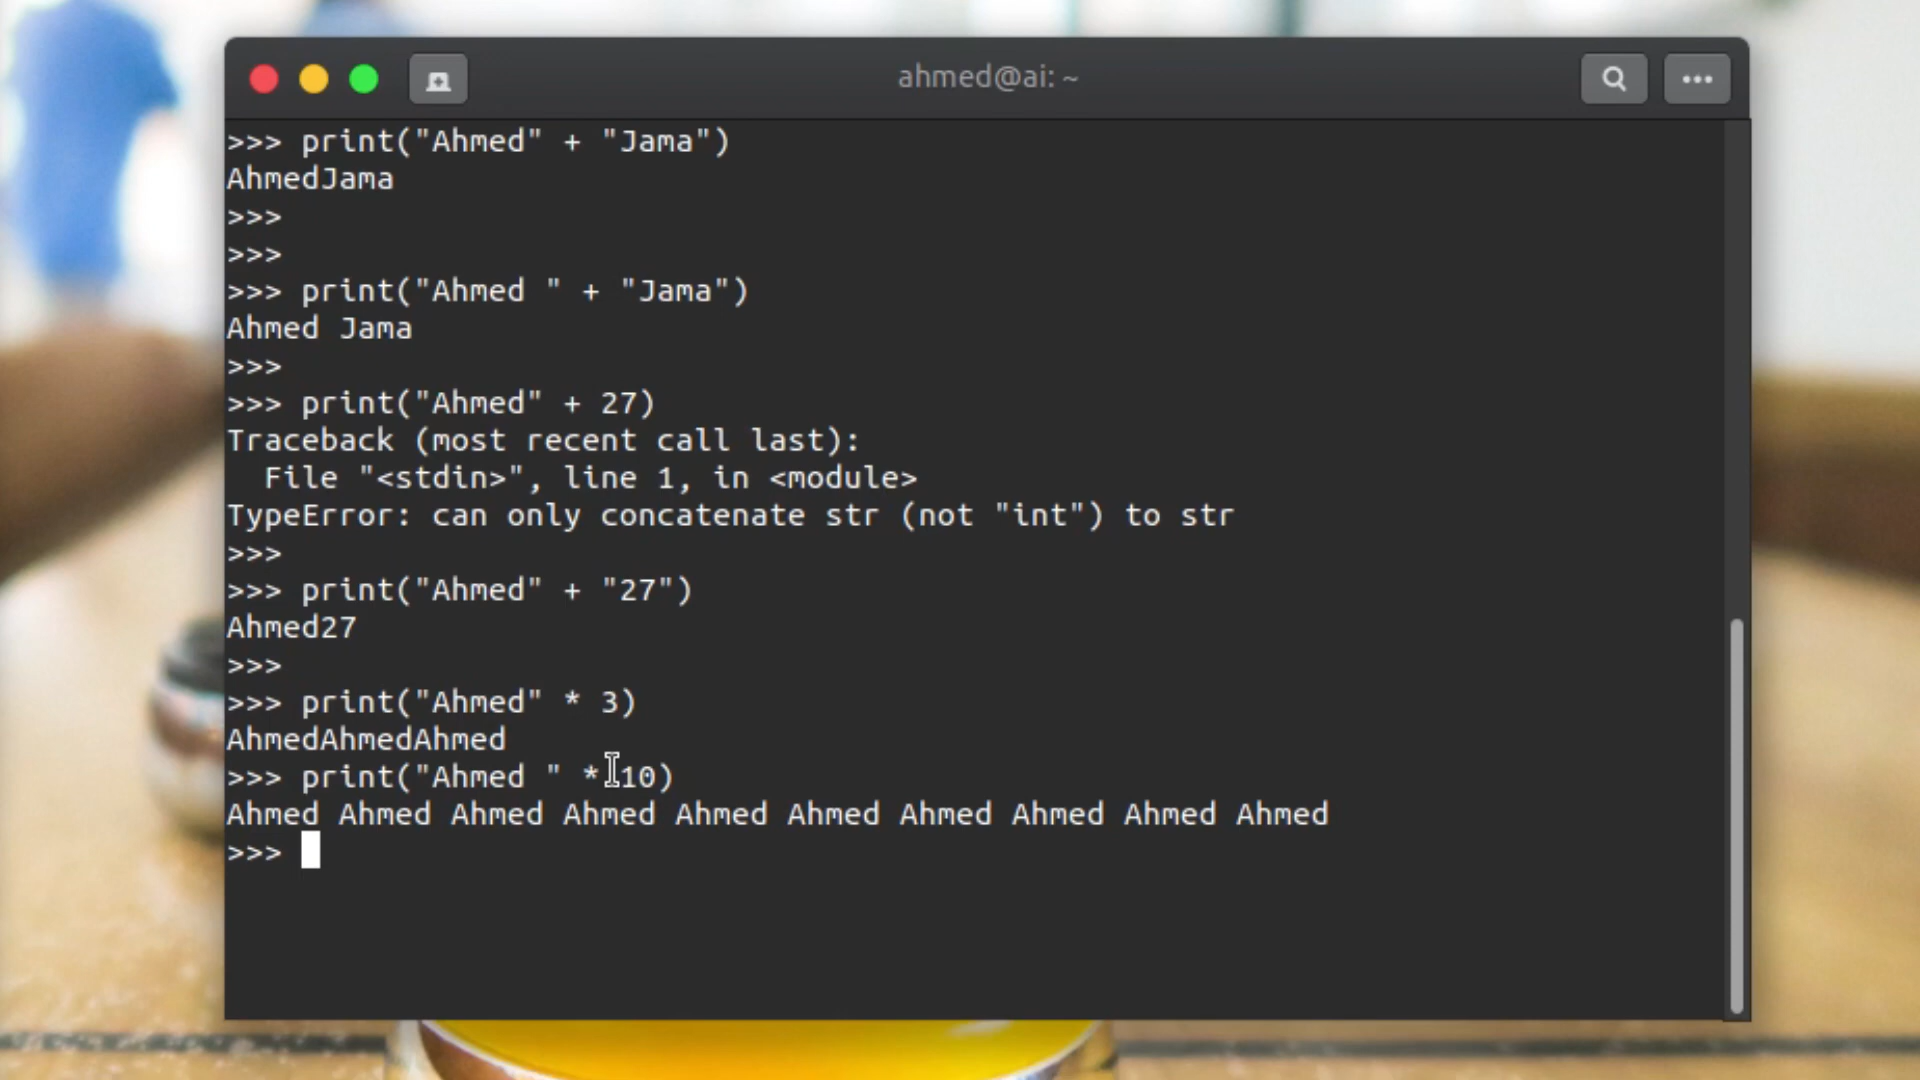 ahmed@ai: ~
>>> print("Ahmed" + "Jama")
AhmedJama
>>>
>>>
>>> print("Ahmed " + "Jama")
Ahmed Jama
>>>
>>> print("Ahmed" + 27)
Traceback (most recent call last):
  File "<stdin>", line 1, in <module>
TypeError: can only concatenate str (not "int") to str
>>>
>>> print("Ahmed" + "27")
Ahmed27
>>>
>>> print("Ahmed" * 3)
AhmedAhmedAhmed
>>> print("Ahmed " * 10)
Ahmed Ahmed Ahmed Ahmed Ahmed Ahmed Ahmed Ahmed Ahmed Ahmed
>>>